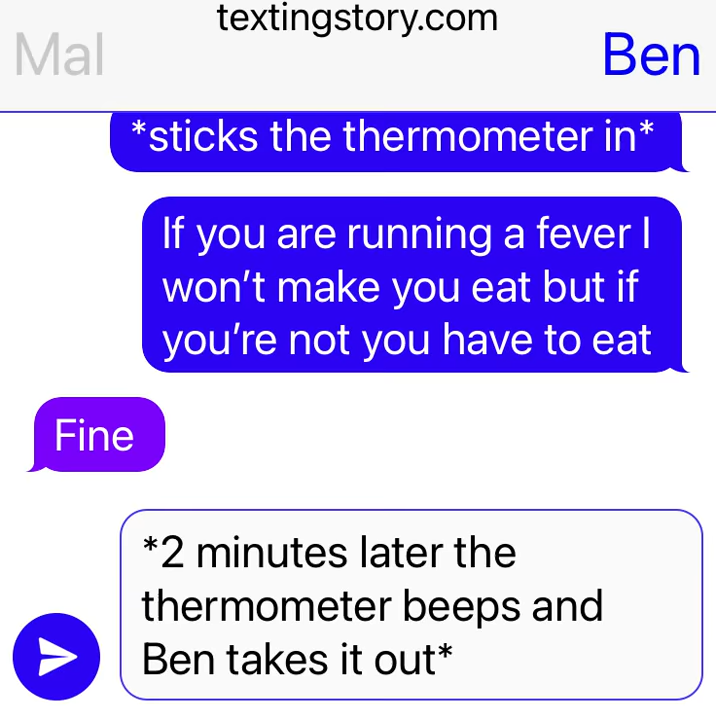 textingstory.com
Mal
Ben
*sticks the thermometer in*
If you are running a fever I
won’t make you eat but if
you’re not you have to eat
Fine
*2 minutes later the
thermometer beeps and
Ben takes it out*